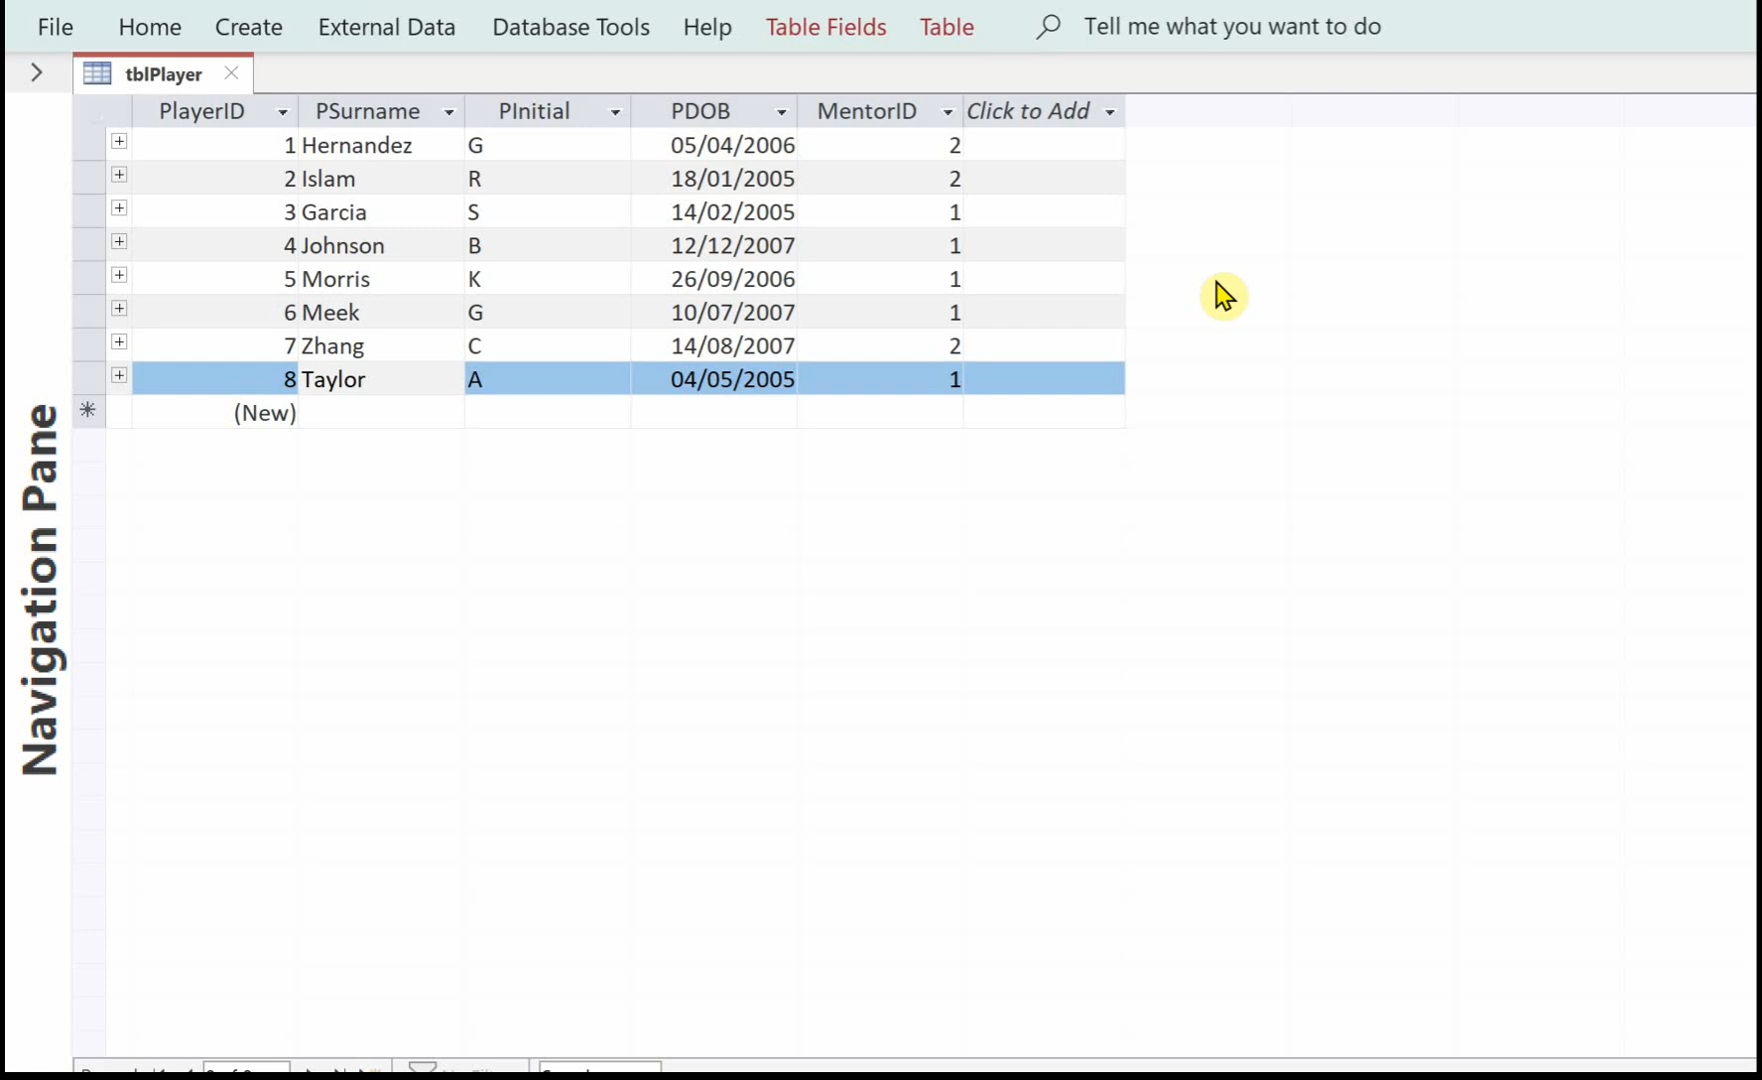 File Home Create External Data Database Tools Help Table Fields Table Tell me what you want to do
tblPlayer
PlayerID PSurname PInitial PDOB MentorID Click to Add
1 Hernandez G 05/04/2006 2
2 Islam R 18/01/2005 2
3 Garcia S 14/02/2005 1
4 Johnson B 12/12/2007 1
5 Morris K 26/09/2006 1
6 Meek G 10/07/2007 1
7 Zhang C 14/08/2007 2
8 Taylor A 04/05/2005 1
(New)
Navigation Pane